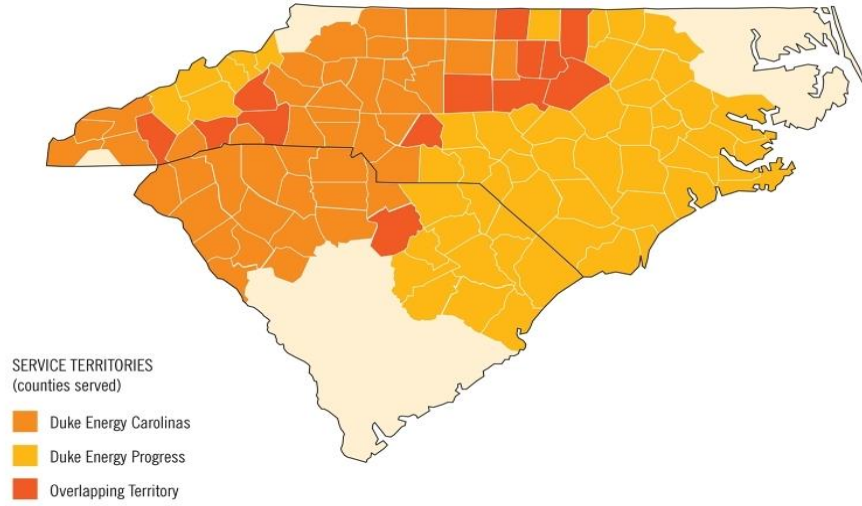 SERVICE TERRITORIES
(counties served)
Duke Energy Carolinas
Duke Energy Progress
Overlapping Territory